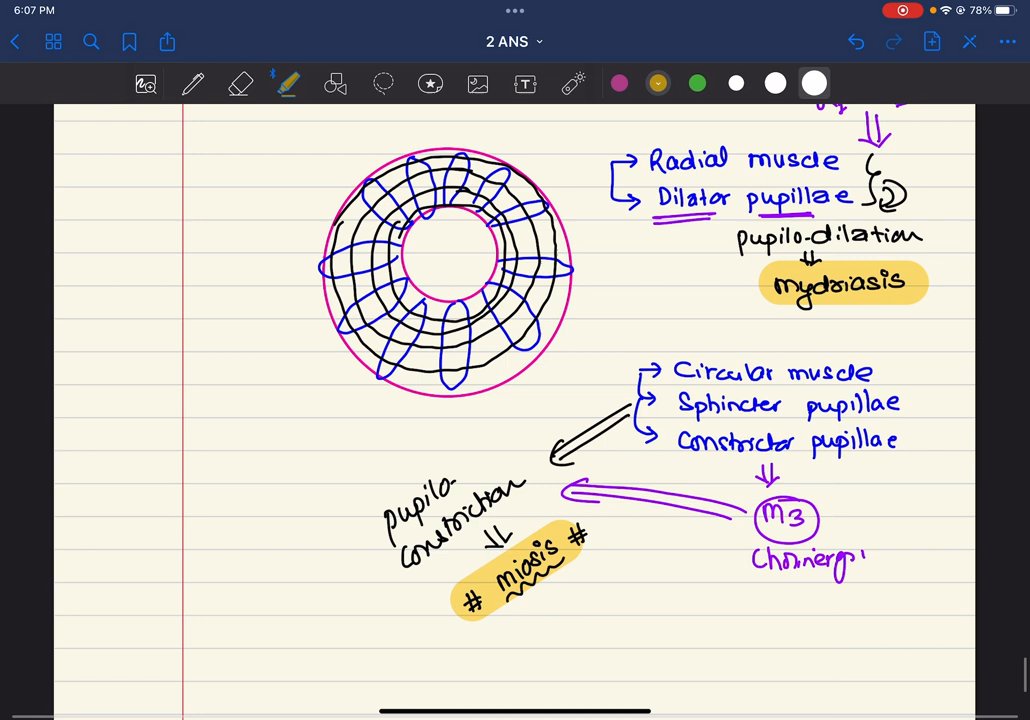 6:07 PM
78%
2 ANS
Radial muscle
Dilator pupillae
pupilo-dilation
mydriasis
Circular muscle
Sphincter pupillae
Constrictor pupillae
pupilo-
constriction
# miosis #
M3
Cholinergi